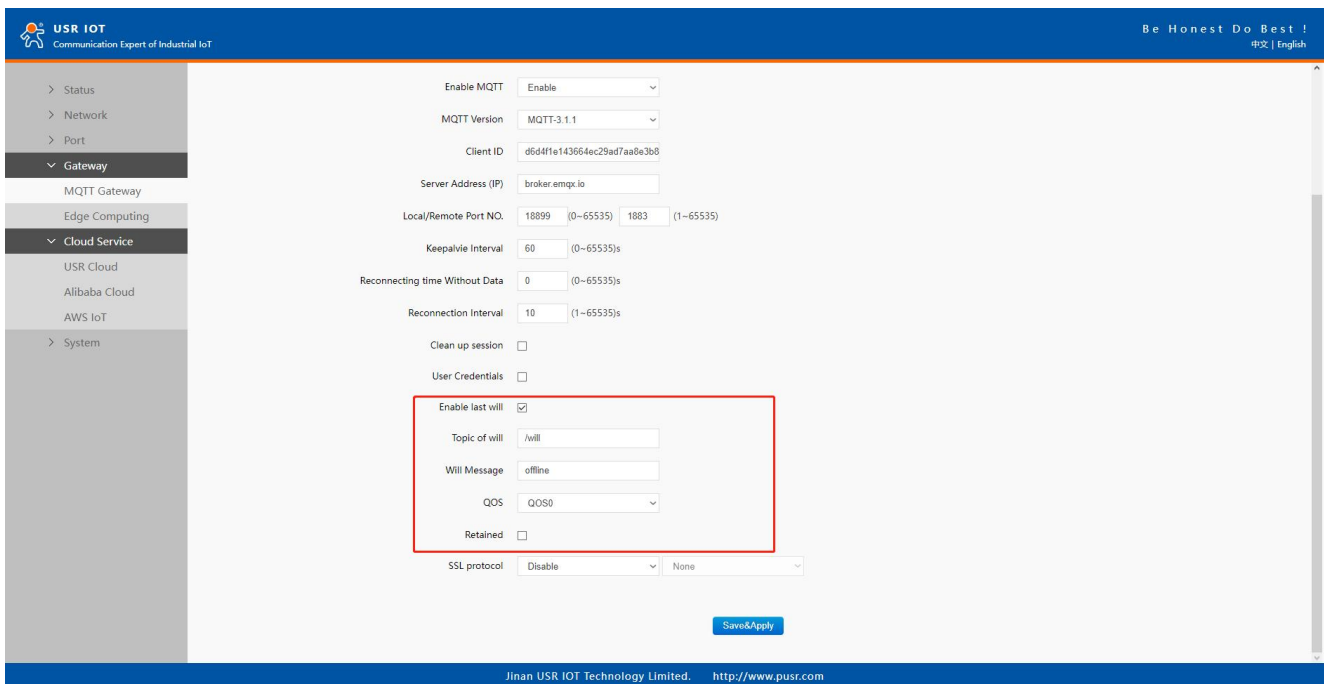 USR IOT
Communication Expert of Industrial IoT
Be Honest Do Best !
中文 | English
Status
Network
Port
Gateway
MQTT Gateway
Edge Computing
Cloud Service
USR Cloud
Alibaba Cloud
AWS IoT
System
Enable MQTT Enable
MQTT Version MQTT-3.1.1
Client ID d6d4f1e143664ec29ad7aa8e3b8
Server Address (IP) broker.emqx.io
Local/Remote Port NO. 18899 (0~65535) 1883 (1~65535)
Keepalvie Interval 60 (0~65535)s
Reconnecting time Without Data 0 (0~65535)s
Reconnection Interval 10 (1~65535)s
Clean up session
User Credentials
Enable last will
Topic of will /will
Will Message offline
QOS QOS0
Retained
SSL protocol Disable None
Save&Apply
Jinan USR IOT Technology Limited. http://www.pusr.com